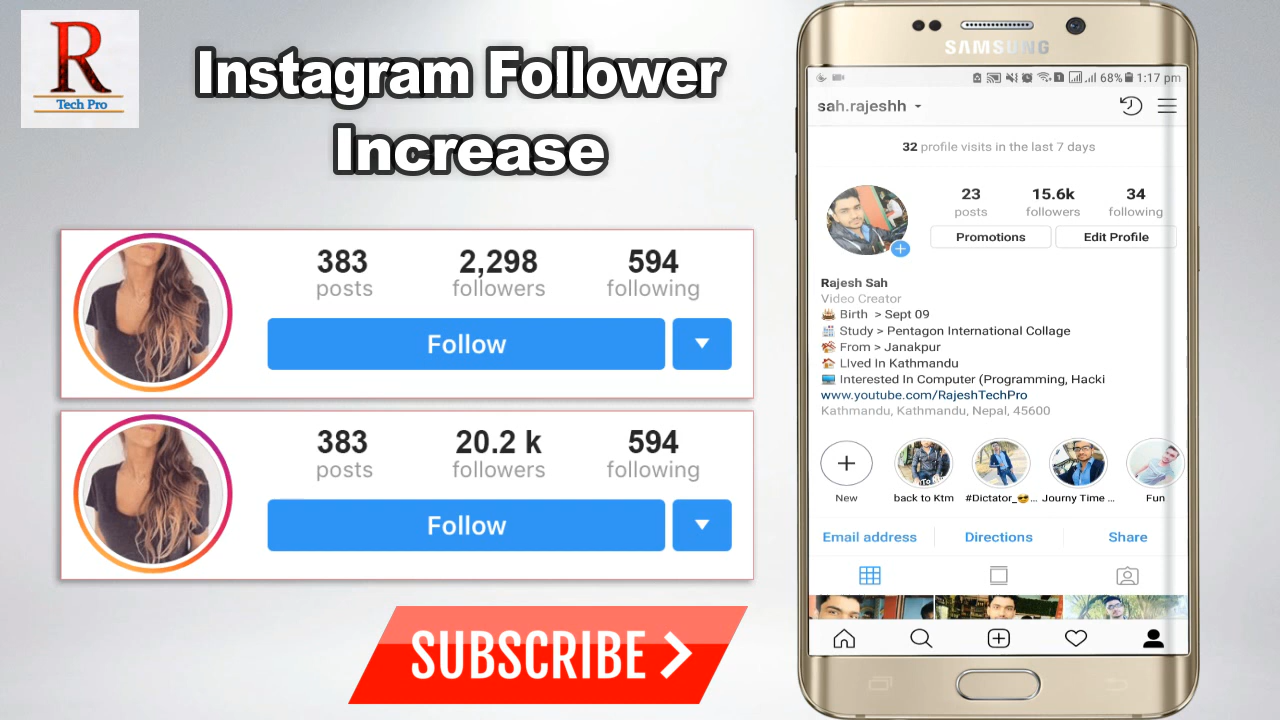 R
Tech Pro
Instagram Follower
Increase
383 2,298 594
posts followers following
Follow
383 20.2 k 594
posts followers following
Follow
SUBSCRIBE
SAMSUNG
68% 1:17 pm
sah.rajeshh
32 profile visits in the last 7 days
23 15.6k 34
posts followers following
Promotions Edit Profile
Rajesh Sah
Video Creator
Birth > Sept 09
Study > Pentagon International Collage
From > Janakpur
LIved In Kathmandu
Interested In Computer (Programming, Hacki
www.youtube.com/RajeshTechPro
Kathmandu, Kathmandu, Nepal, 45600
New back to Ktm #Dictator_😎... Journy Time ... Fun
Email address Directions Share